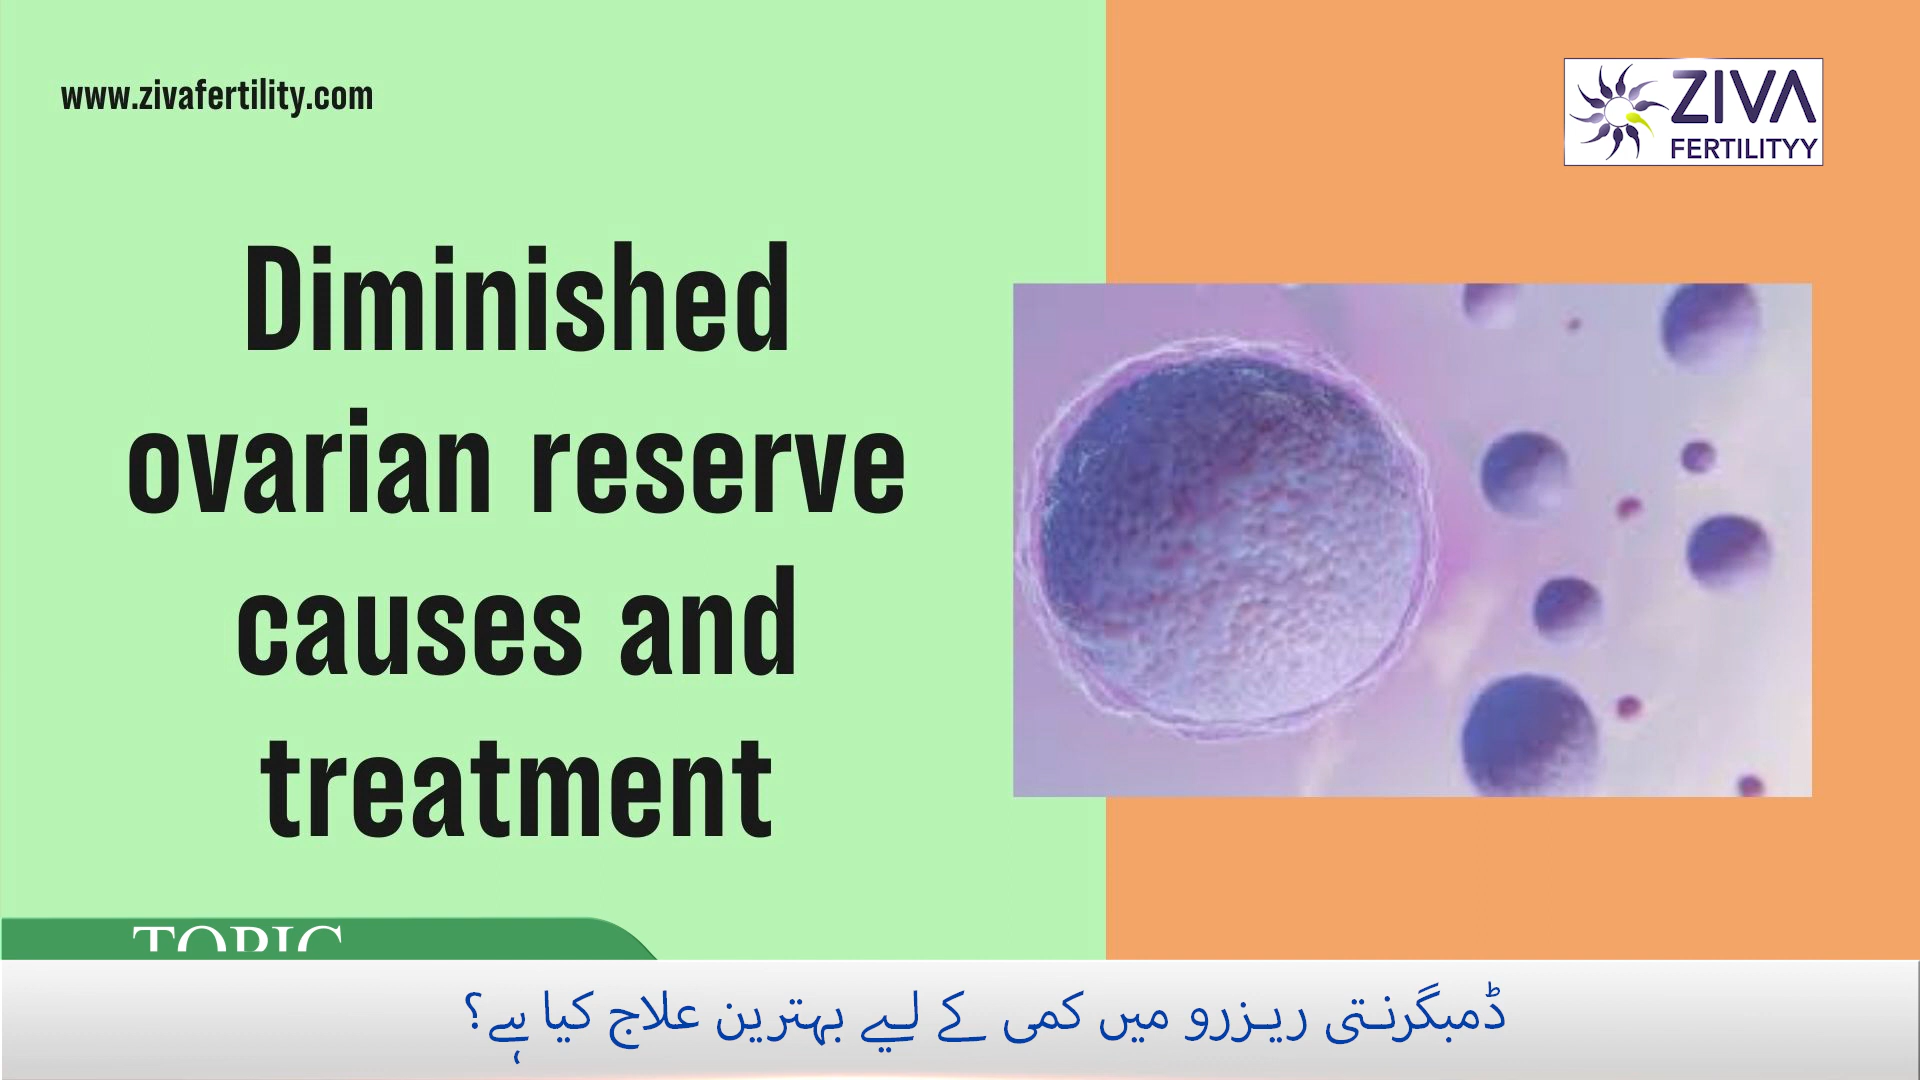 www.zivafertility.com
ZIVA
FERTILITYY
Diminished
ovarian reserve
causes and
treatment
TOPIC
ڈمبگرنتی ریزرو میں کمی کے لیے بہترین علاج کیا ہے؟